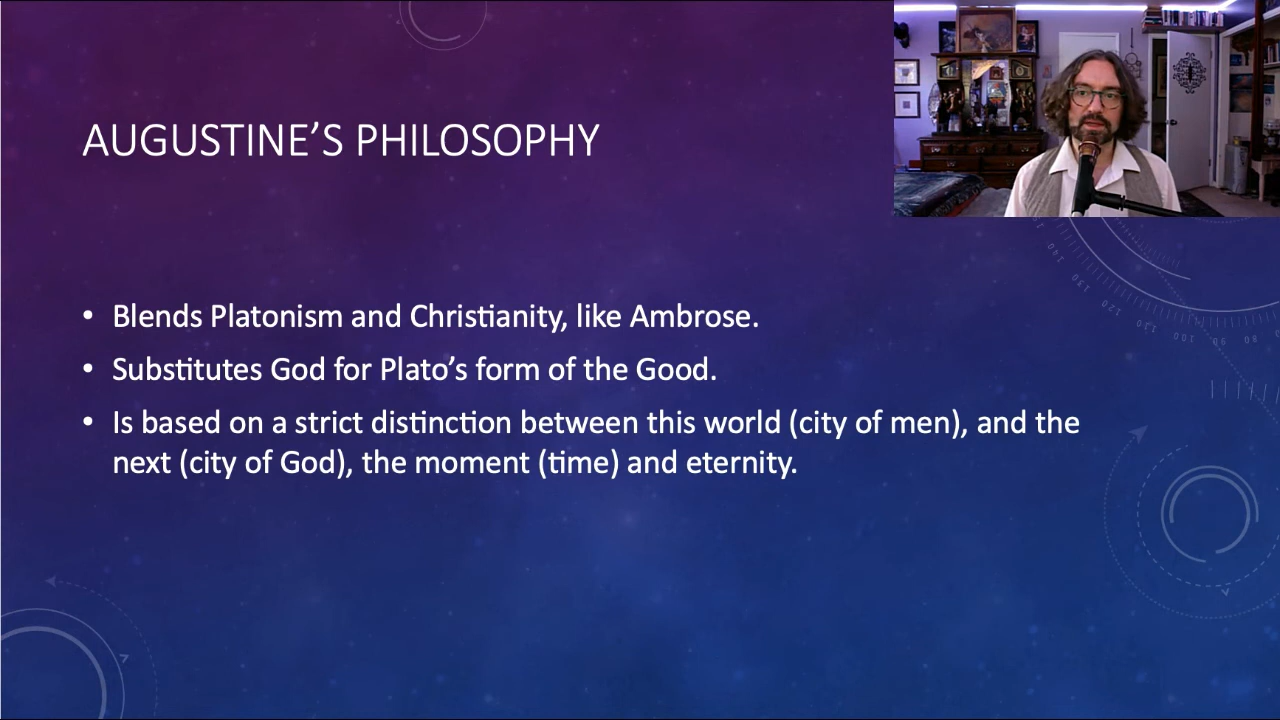 AUGUSTINE’S PHILOSOPHY
• Blends Platonism and Christianity, like Ambrose.
• Substitutes God for Plato’s form of the Good.
• Is based on a strict distinction between this world (city of men), and the
next (city of God), the moment (time) and eternity.